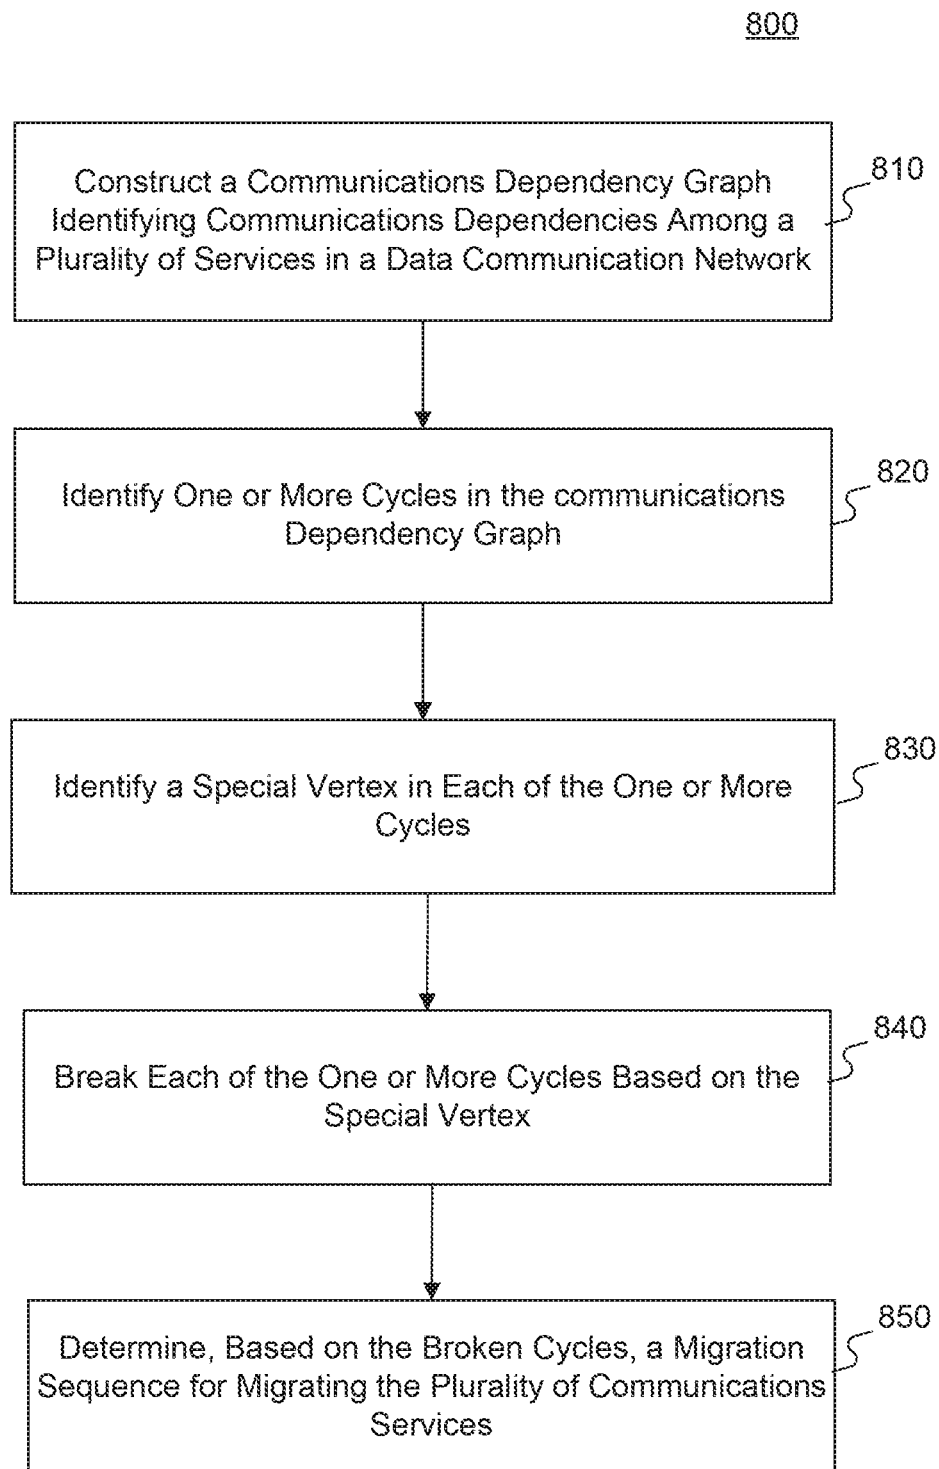 800
Construct a Communications Dependency Graph
Identifying Communications Dependencies Among a
Plurality of Services in a Data Communication Network
810
Identify One or More Cycles in the communications
Dependency Graph
820
Identify a Special Vertex in Each of the One or More
Cycles
830
Break Each of the One or More Cycles Based on the
Special Vertex
840
Determine, Based on the Broken Cycles, a Migration
Sequence for Migrating the Plurality of Communications
Services
850